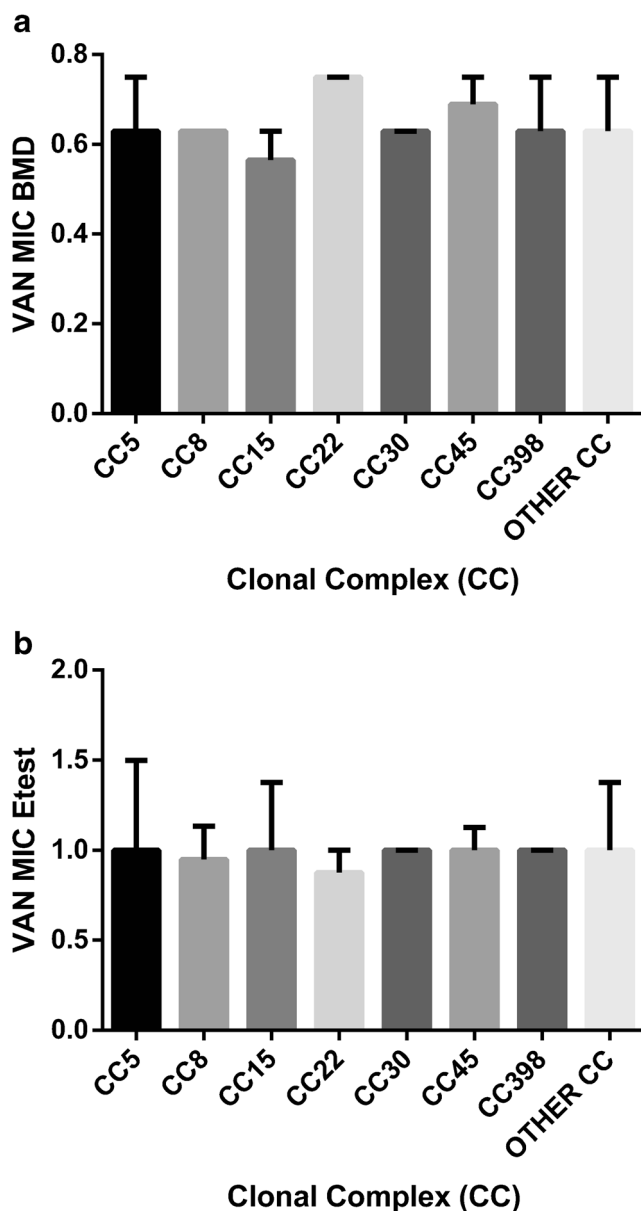 a
VAN MIC BMD
0.8
0.6
0.4
0.2
0.0
CC5
CC8
CC15
CC22
CC30
CC45
CC398
OTHER CC
Clonal Complex (CC)
b
VAN MIC Etest
2.0
1.5
1.0
0.5
0.0
CC5
CC8
CC15
CC22
CC30
CC45
CC398
OTHER CC
Clonal Complex (CC)